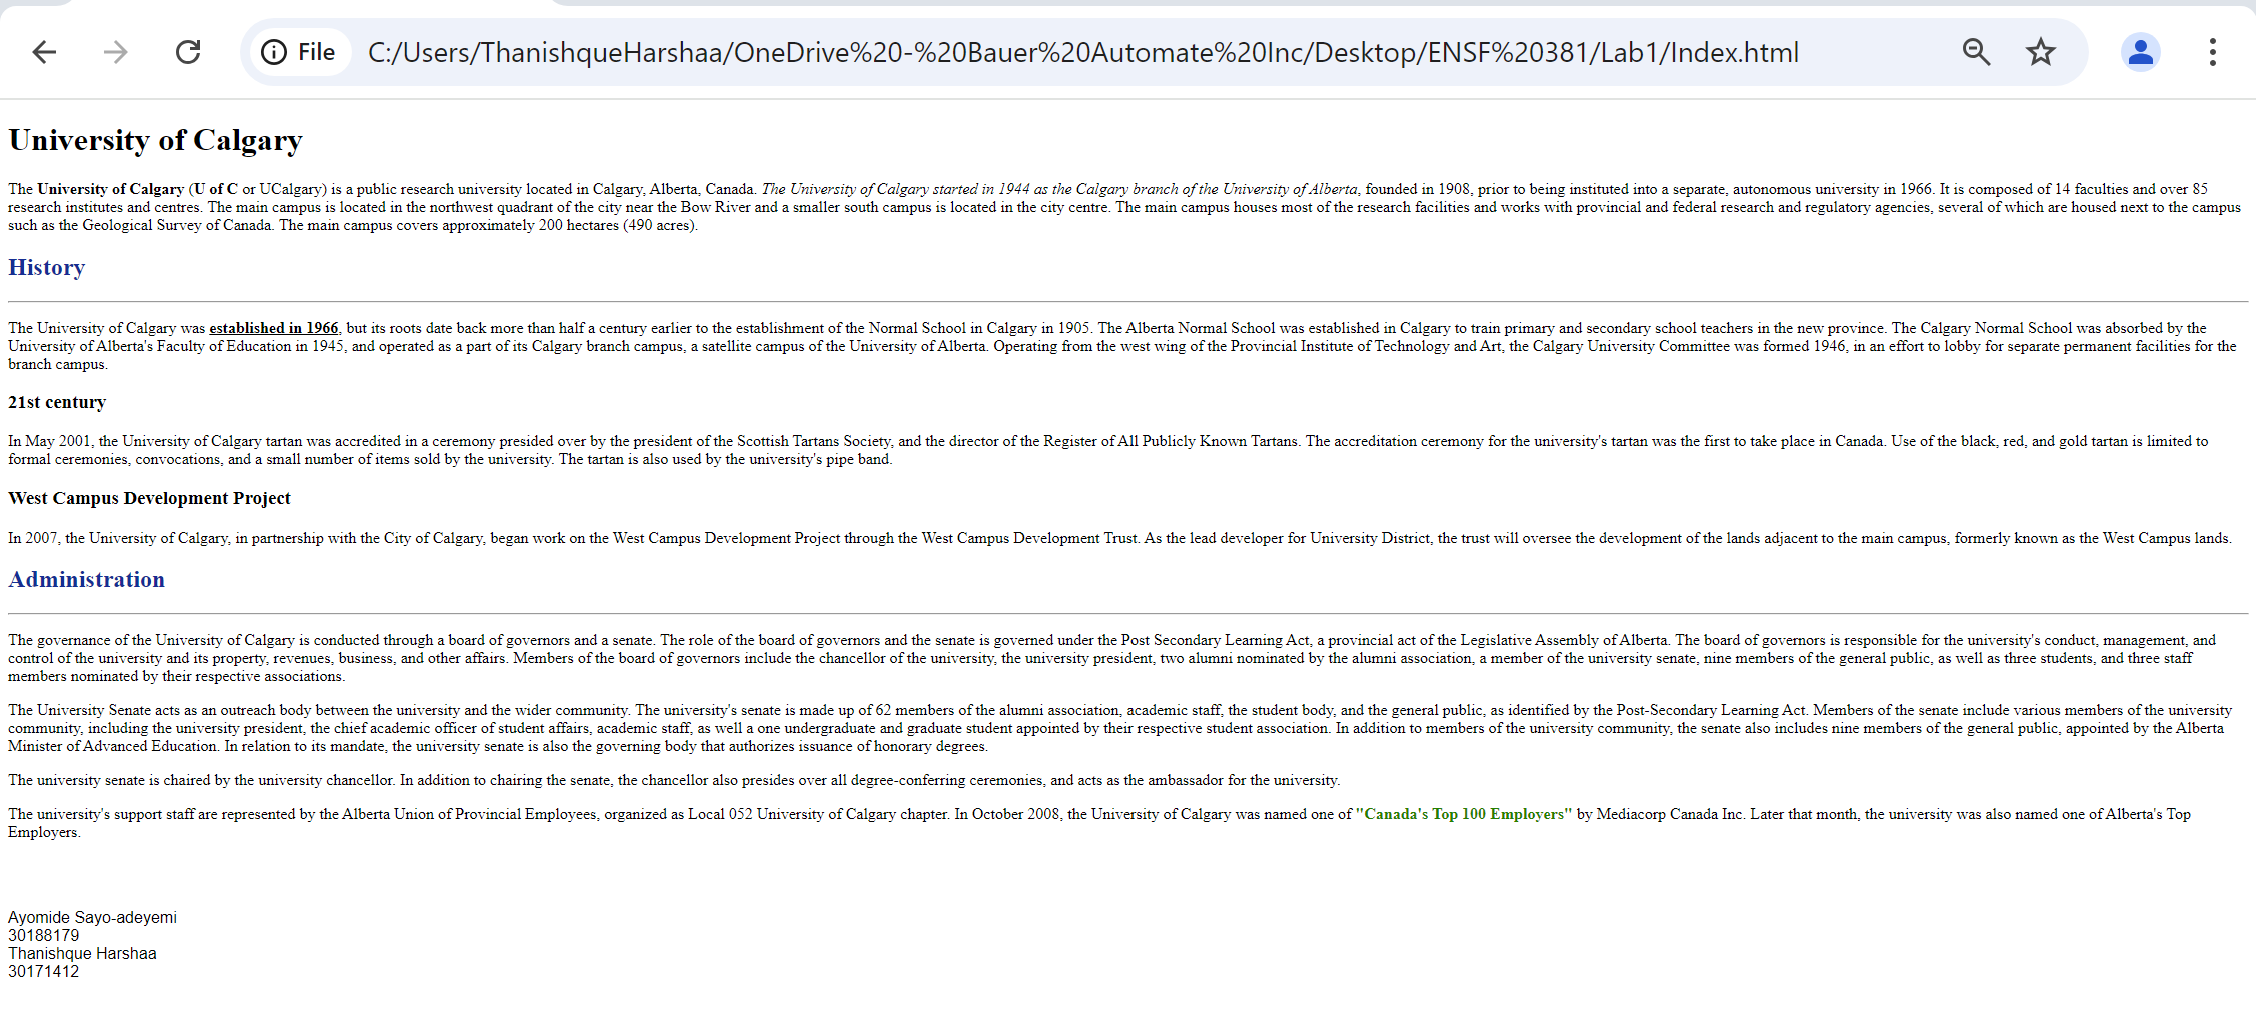 File C:/Users/ThanishqueHarshaa/OneDrive%20-%20Bauer%20Automate%20Inc/Desktop/ENSF%20381/Lab1/Index.html
University of Calgary
The University of Calgary (U of C or UCalgary) is a public research university located in Calgary, Alberta, Canada. The University of Calgary started in 1944 as the Calgary branch of the University of Alberta, founded in 1908, prior to being instituted into a separate, autonomous university in 1966. It is composed of 14 faculties and over 85
research institutes and centres. The main campus is located in the northwest quadrant of the city near the Bow River and a smaller south campus is located in the city centre. The main campus houses most of the research facilities and works with provincial and federal research and regulatory agencies, several of which are housed next to the campus
such as the Geological Survey of Canada. The main campus covers approximately 200 hectares (490 acres).
History
The University of Calgary was established in 1966, but its roots date back more than half a century earlier to the establishment of the Normal School in Calgary in 1905. The Alberta Normal School was established in Calgary to train primary and secondary school teachers in the new province. The Calgary Normal School was absorbed by the
University of Alberta's Faculty of Education in 1945, and operated as a part of its Calgary branch campus, a satellite campus of the University of Alberta. Operating from the west wing of the Provincial Institute of Technology and Art, the Calgary University Committee was formed 1946, in an effort to lobby for separate permanent facilities for the
branch campus.
21st century
In May 2001, the University of Calgary tartan was accredited in a ceremony presided over by the president of the Scottish Tartans Society, and the director of the Register of All Publicly Known Tartans. The accreditation ceremony for the university's tartan was the first to take place in Canada. Use of the black, red, and gold tartan is limited to
formal ceremonies, convocations, and a small number of items sold by the university. The tartan is also used by the university's pipe band.
West Campus Development Project
In 2007, the University of Calgary, in partnership with the City of Calgary, began work on the West Campus Development Project through the West Campus Development Trust. As the lead developer for University District, the trust will oversee the development of the lands adjacent to the main campus, formerly known as the West Campus lands.
Administration
The governance of the University of Calgary is conducted through a board of governors and a senate. The role of the board of governors and the senate is governed under the Post Secondary Learning Act, a provincial act of the Legislative Assembly of Alberta. The board of governors is responsible for the university's conduct, management, and
control of the university and its property, revenues, business, and other affairs. Members of the board of governors include the chancellor of the university, the university president, two alumni nominated by the alumni association, a member of the university senate, nine members of the general public, as well as three students, and three staff
members nominated by their respective associations.
The University Senate acts as an outreach body between the university and the wider community. The university's senate is made up of 62 members of the alumni association, academic staff, the student body, and the general public, as identified by the Post-Secondary Learning Act. Members of the senate include various members of the university
community, including the university president, the chief academic officer of student affairs, academic staff, as well a one undergraduate and graduate student appointed by their respective student association. In addition to members of the university community, the senate also includes nine members of the general public, appointed by the Alberta
Minister of Advanced Education. In relation to its mandate, the university senate is also the governing body that authorizes issuance of honorary degrees.
The university senate is chaired by the university chancellor. In addition to chairing the senate, the chancellor also presides over all degree-conferring ceremonies, and acts as the ambassador for the university.
The university's support staff are represented by the Alberta Union of Provincial Employees, organized as Local 052 University of Calgary chapter. In October 2008, the University of Calgary was named one of "Canada's Top 100 Employers" by Mediacorp Canada Inc. Later that month, the university was also named one of Alberta's Top
Employers.
Ayomide Sayo-adeyemi
30188179
Thanishque Harshaa
30171412